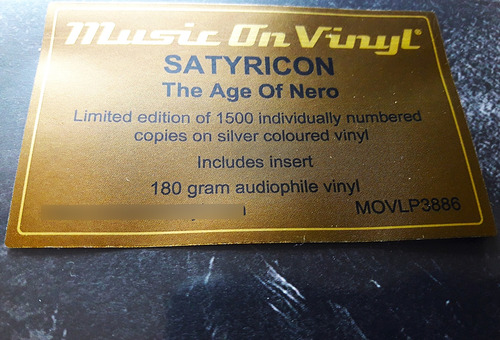 Music On Vinyl®
SATYRICON
The Age Of Nero
Limited edition of 1500 individually numbered
copies on silver coloured vinyl
Includes insert
180 gram audiophile vinyl
MOVLP3886